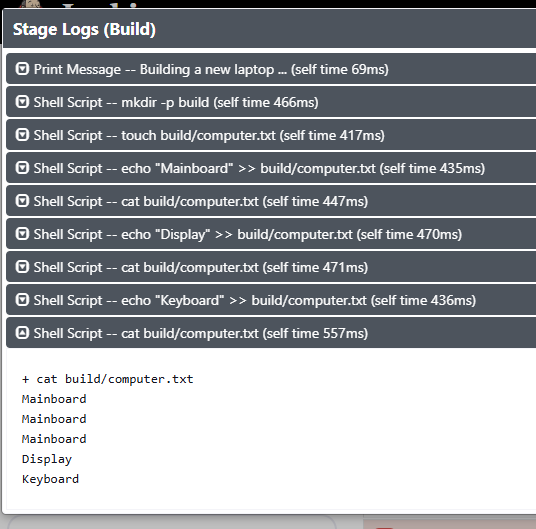 Stage Logs (Build)
Print Message -- Building a new laptop ... (self time 69ms)
Shell Script -- mkdir -p build (self time 466ms)
Shell Script -- touch build/computer.txt (self time 417ms)
Shell Script -- echo "Mainboard" >> build/computer.txt (self time 435ms)
Shell Script -- cat build/computer.txt (self time 447ms)
Shell Script -- echo "Display" >> build/computer.txt (self time 470ms)
Shell Script -- cat build/computer.txt (self time 471ms)
Shell Script -- echo "Keyboard" >> build/computer.txt (self time 436ms)
Shell Script -- cat build/computer.txt (self time 557ms)
+ cat build/computer.txt
Mainboard
Mainboard
Mainboard
Display
Keyboard